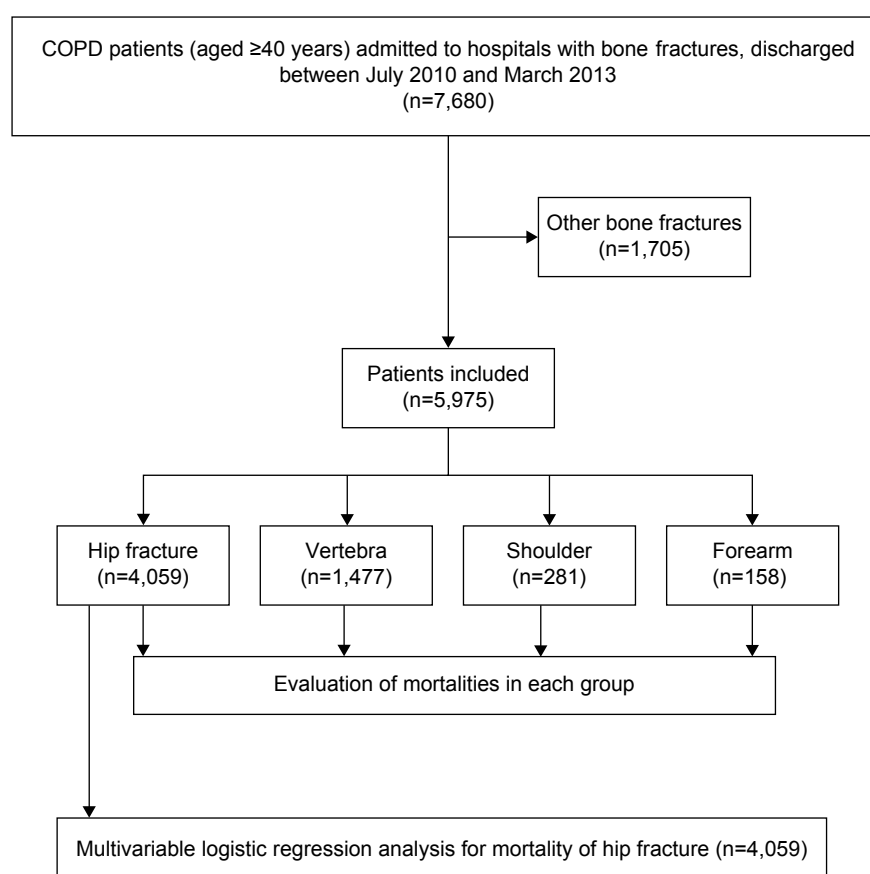 COPD patients (aged ≥40 years) admitted to hospitals with bone fractures, discharged
between July 2010 and March 2013
(n=7,680)
Other bone fractures
(n=1,705)
Patients included
(n=5,975)
Hip fracture
(n=4,059)
Vertebra
(n=1,477)
Shoulder
(n=281)
Forearm
(n=158)
Evaluation of mortalities in each group
Multivariable logistic regression analysis for mortality of hip fracture (n=4,059)